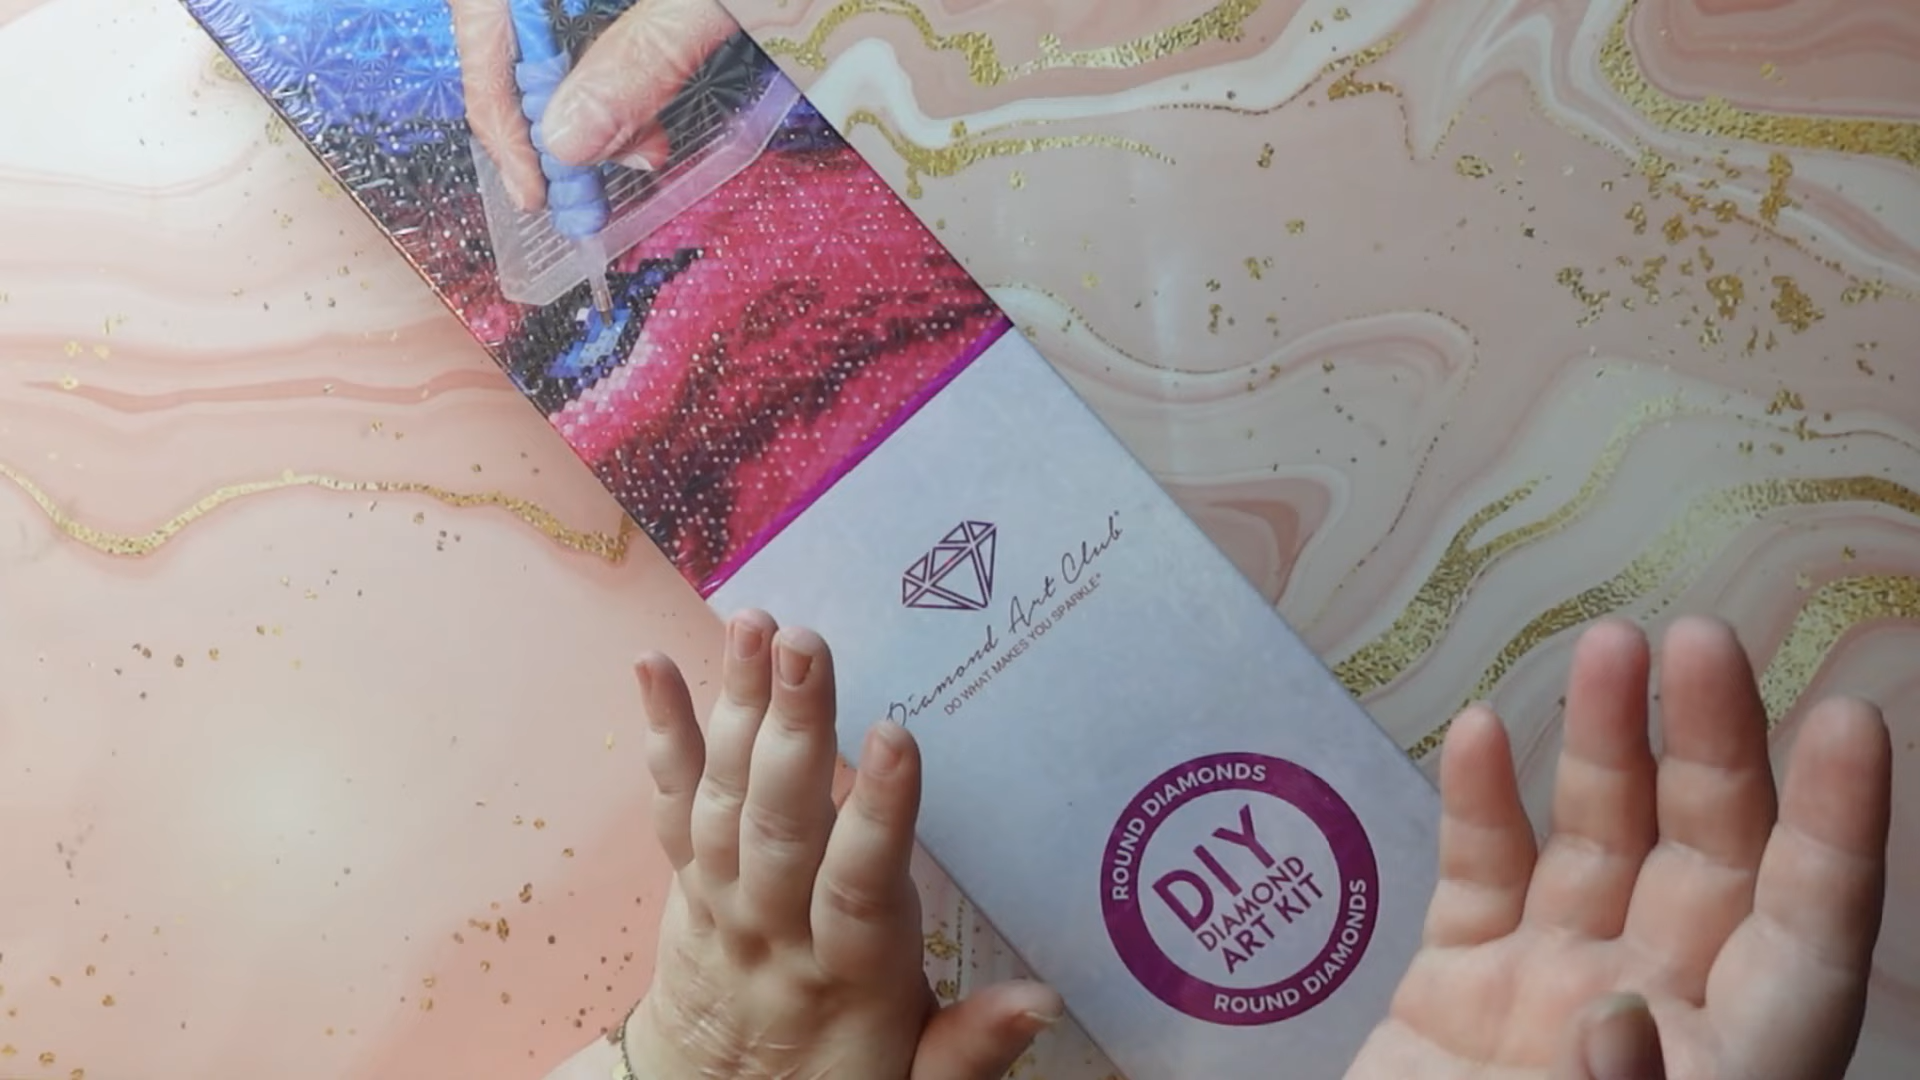 Diamond Art Club®
DO WHAT MAKES YOU SPARKLE®
ROUND DIAMONDS
DIY
DIAMOND
ART KIT
ROUND DIAMONDS